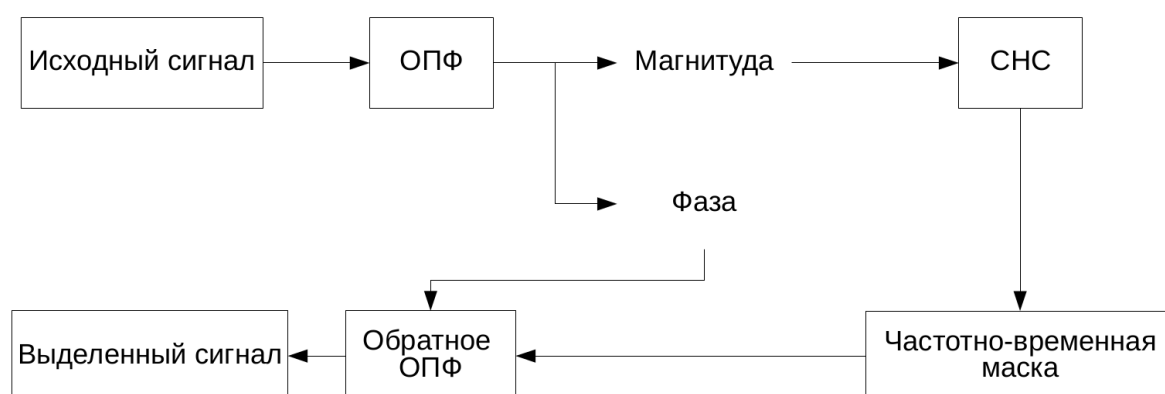 Исходный сигнал
ОПФ
Магнитуда
СНС
Фаза
Выделенный сигнал
Обратное
ОПФ
Частотно-временная
маска